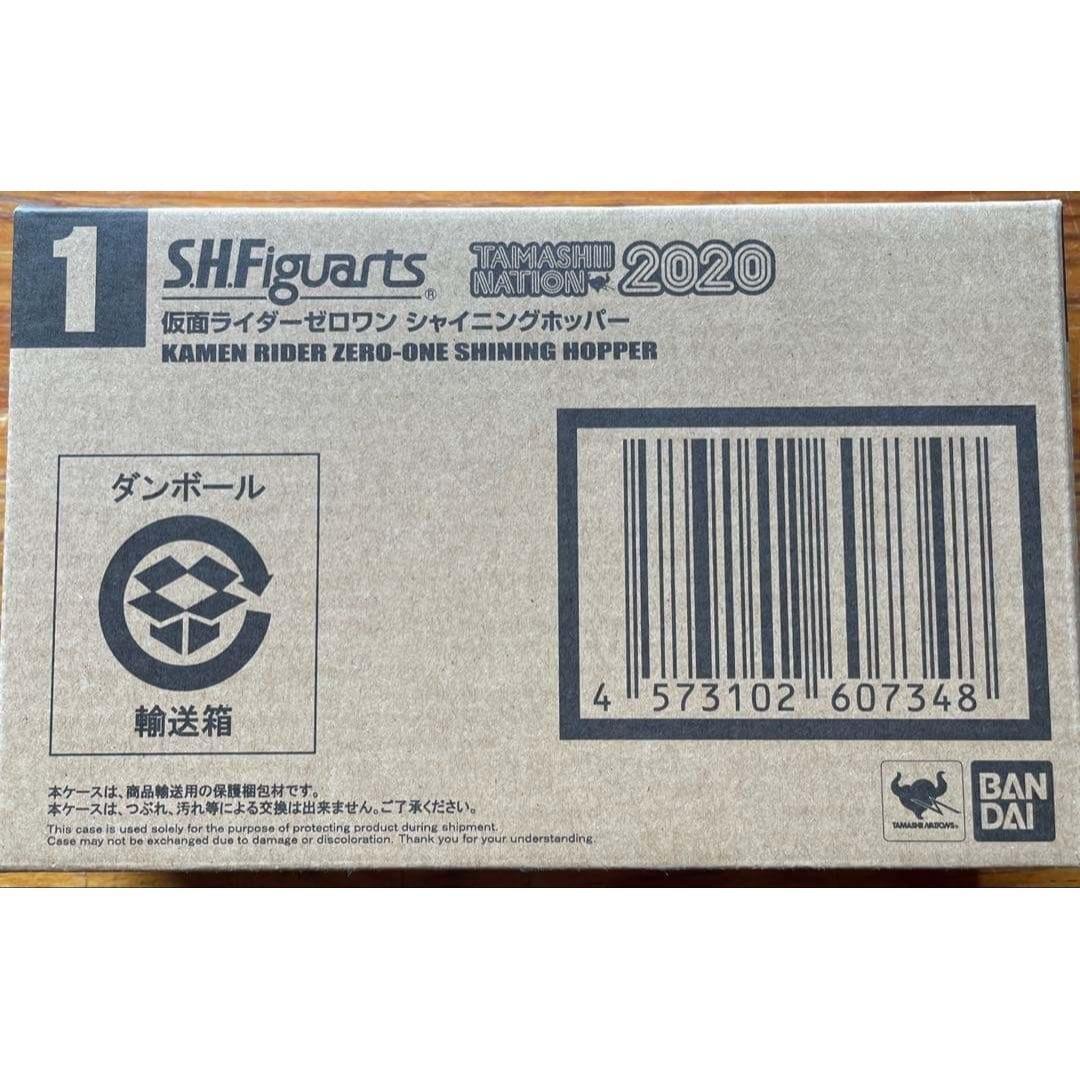 1
S.H.Figuarts®
TAMASHII NATION 2020
仮面ライダーゼロワン シャイニングホッパー
KAMEN RIDER ZERO-ONE SHINING HOPPER
ダンボール
輸送箱
4 573102 607348
本ケースは、商品輸送用の保護梱包材です。
本ケースは、つぶれ、汚れ等による交換は出来ません。ご了承ください。
This case is used solely for the purpose of protecting product during shipment.
Case may not be exchanged due to damage or discoloration. Thank you for your understanding.
TAMASHII NATIONS
BAN
DAI